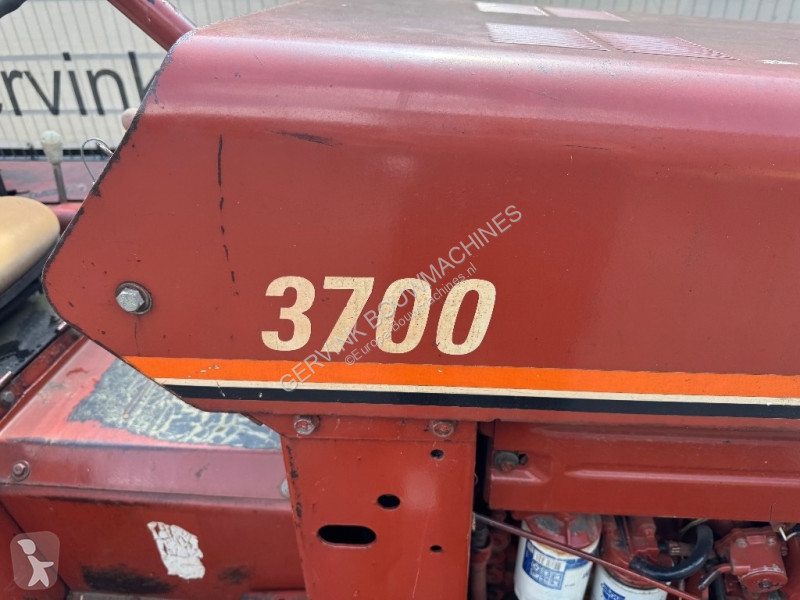 ervink
3700
GERVINK BOUWMACHINES
©Europe-Bouwmachines.nl